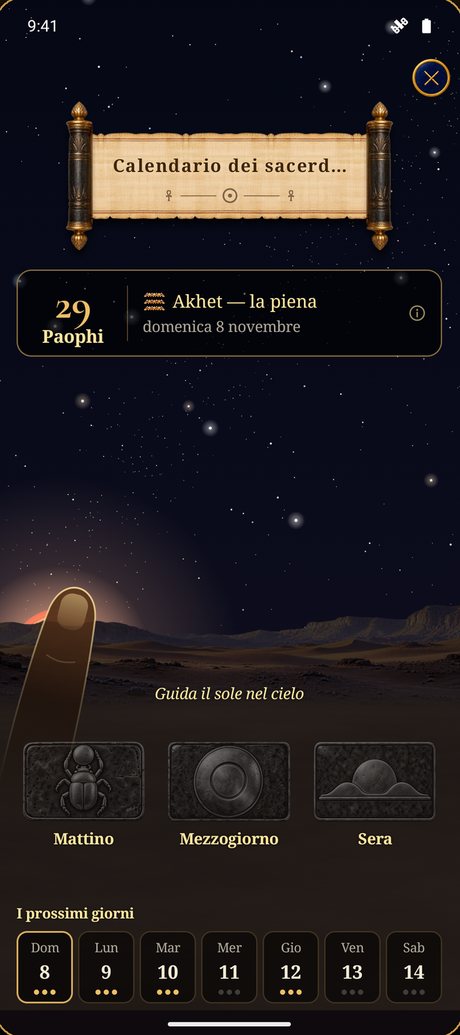 9:41
Calendario dei sacerd...
29
Paophi
Akhet — la piena
domenica 8 novembre
Guida il sole nel cielo
Mattino
Mezzogiorno
Sera
I prossimi giorni
Dom Lun Mar Mer Gio Ven Sab
8 9 10 11 12 13 14